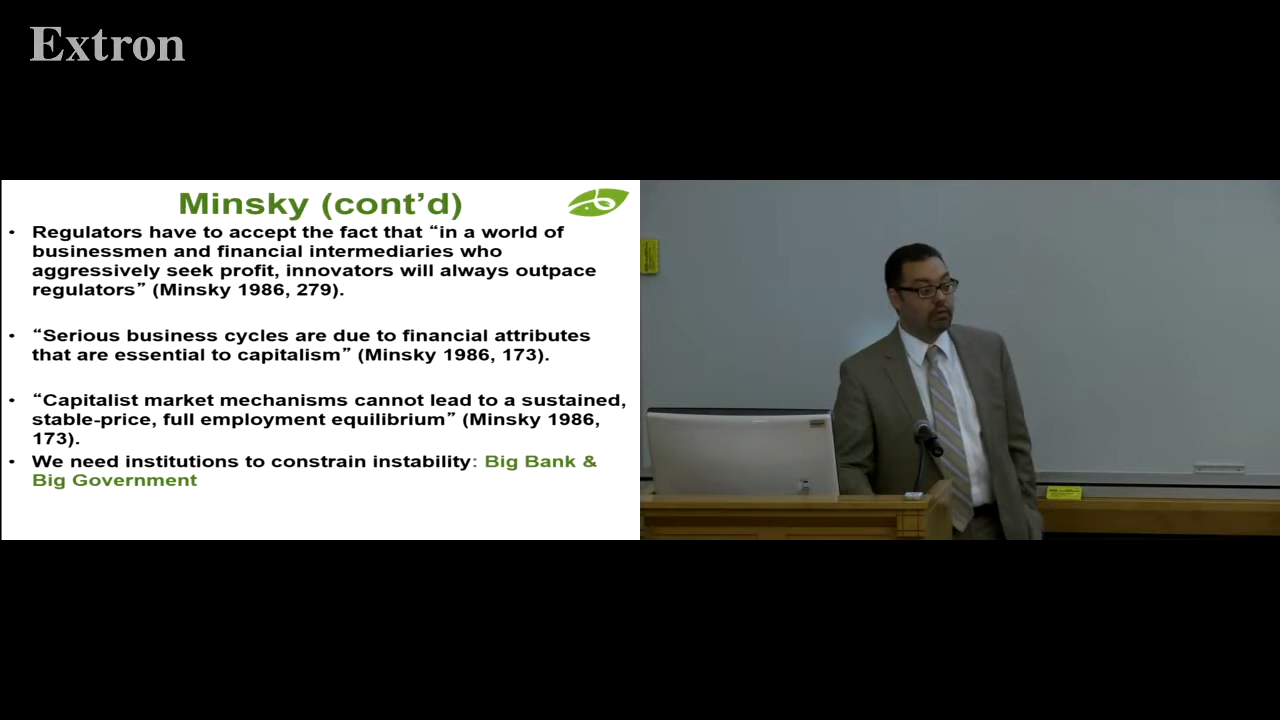 Extron
Minsky (cont’d)
• Regulators have to accept the fact that “in a world of
businessmen and financial intermediaries who
aggressively seek profit, innovators will always outpace
regulators” (Minsky 1986, 279).
• “Serious business cycles are due to financial attributes
that are essential to capitalism” (Minsky 1986, 173).
• “Capitalist market mechanisms cannot lead to a sustained,
stable-price, full employment equilibrium” (Minsky 1986,
173).
• We need institutions to constrain instability: Big Bank &
Big Government